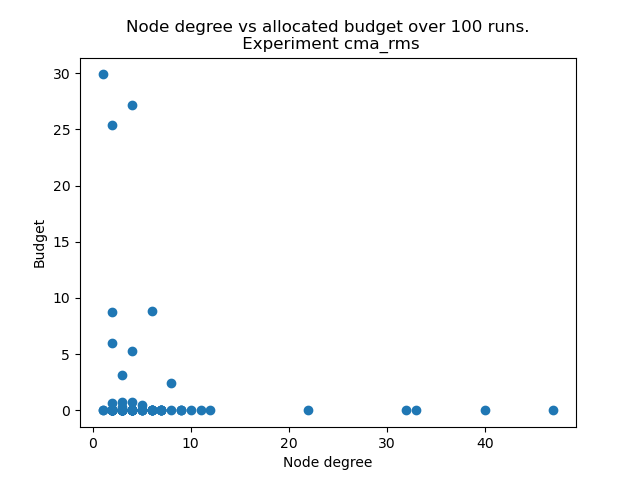 Node degree vs allocated budget over 100 runs.
Experiment cma_rms
30
25
20
15
10
5
0
Budget
0 10 20 30 40
Node degree